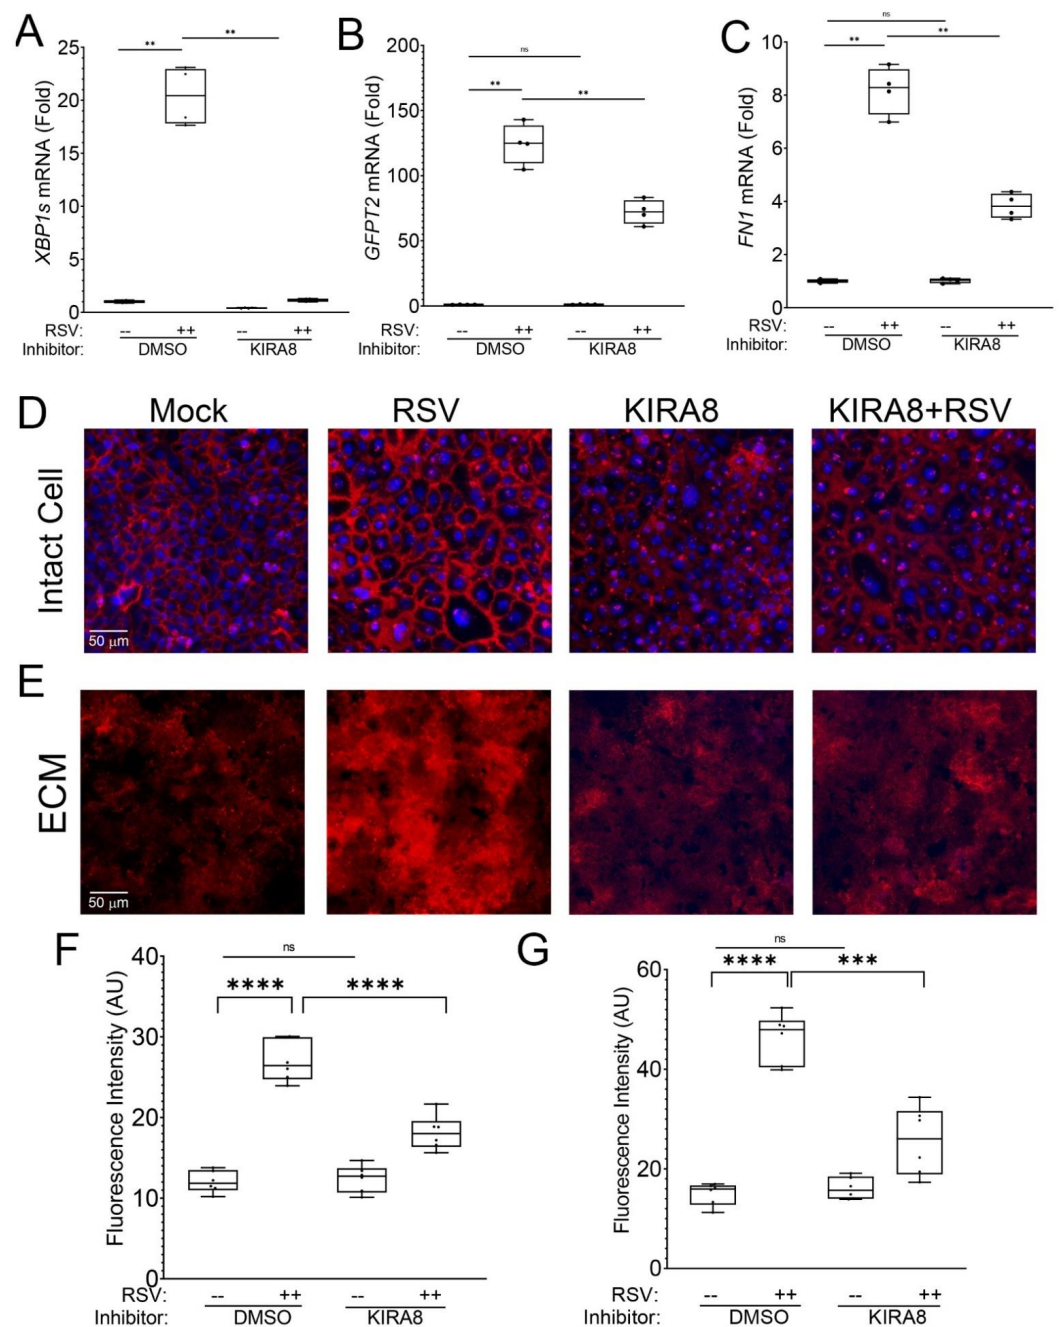 A
B
C
**
**
ns
**
**
ns
**
**
XBP1s mRNA (Fold)
25
20
15
10
5
0
GFPT2 mRNA (Fold)
200
150
100
50
0
FN1 mRNA (Fold)
10
8
6
4
2
0
RSV: -- ++ -- ++
Inhibitor: DMSO KIRA8
RSV: -- ++ -- ++
Inhibitor: DMSO KIRA8
RSV: -- ++ -- ++
Inhibitor: DMSO KIRA8
D
Mock RSV KIRA8 KIRA8+RSV
Intact Cell
50 μm
E
ECM
50 μm
F
ns
****
****
Fluorescence Intensity (AU)
40
30
20
10
0
RSV: -- ++ -- ++
Inhibitor: DMSO KIRA8
G
ns
****
***
Fluorescence Intensity (AU)
60
40
20
0
RSV: -- ++ -- ++
Inhibitor: DMSO KIRA8